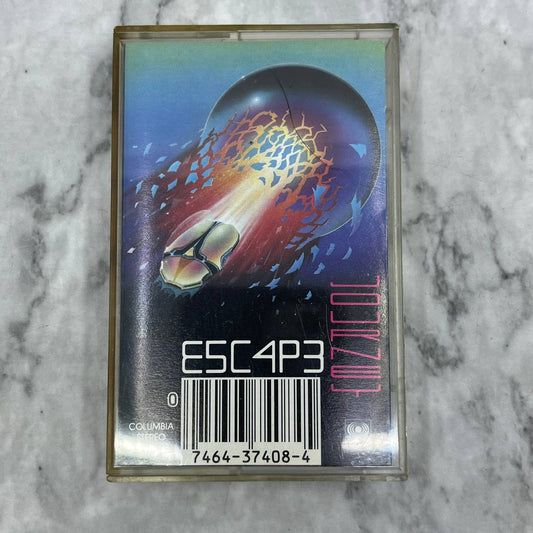 JOURNEY
E5C4P3
0
COLUMBIA
STEREO
7464-37408-4